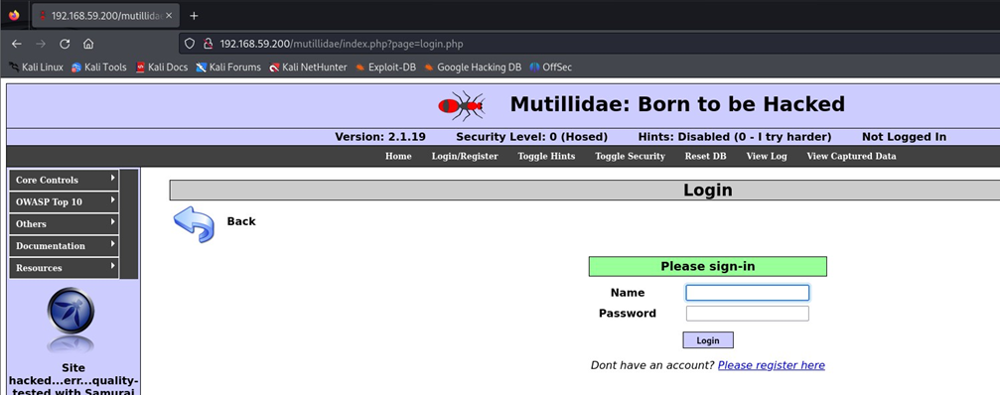 192.168.59.200/mutillidae
192.168.59.200/mutillidae/index.php?page=login.php
Kali Linux Kali Tools Kali Docs Kali Forums Kali NetHunter Exploit-DB Google Hacking DB OffSec
Mutillidae: Born to be Hacked
Version: 2.1.19 Security Level: 0 (Hosed) Hints: Disabled (0 - I try harder) Not Logged In
Home Login/Register Toggle Hints Toggle Security Reset DB View Log View Captured Data
Core Controls
OWASP Top 10
Others
Documentation
Resources
Site
hacked...err...quality-
tested with Samurai
Login
Back
Please sign-in
Name
Password
Login
Dont have an account? Please register here